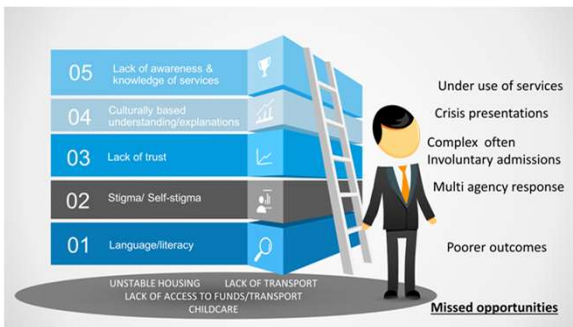 05 Lack of awareness &
knowledge of services
04 Culturally based
understanding/explanations
03 Lack of trust
02 Stigma/ Self-stigma
01 Language/literacy
UNSTABLE HOUSING LACK OF TRANSPORT
LACK OF ACCESS TO FUNDS/TRANSPORT
CHILDCARE
Under use of services
Crisis presentations
Complex often
Involuntary admissions
Multi agency response
Poorer outcomes
Missed opportunities